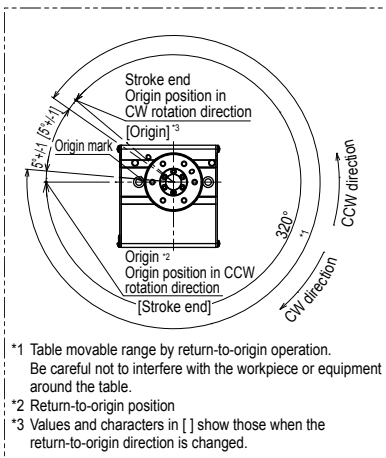 Stroke end
Origin position in
CW rotation direction
[Origin] *3
5°+/-1 [5°+/-1]
Origin mark
CCW direction
320°
*1
CW direction
Origin *2
Origin position in CCW
rotation direction
[Stroke end]
*1 Table movable range by return-to-origin operation.
Be careful not to interfere with the workpiece or equipment
around the table.
*2 Return-to-origin position
*3 Values and characters in [ ] show those when the
return-to-origin direction is changed.